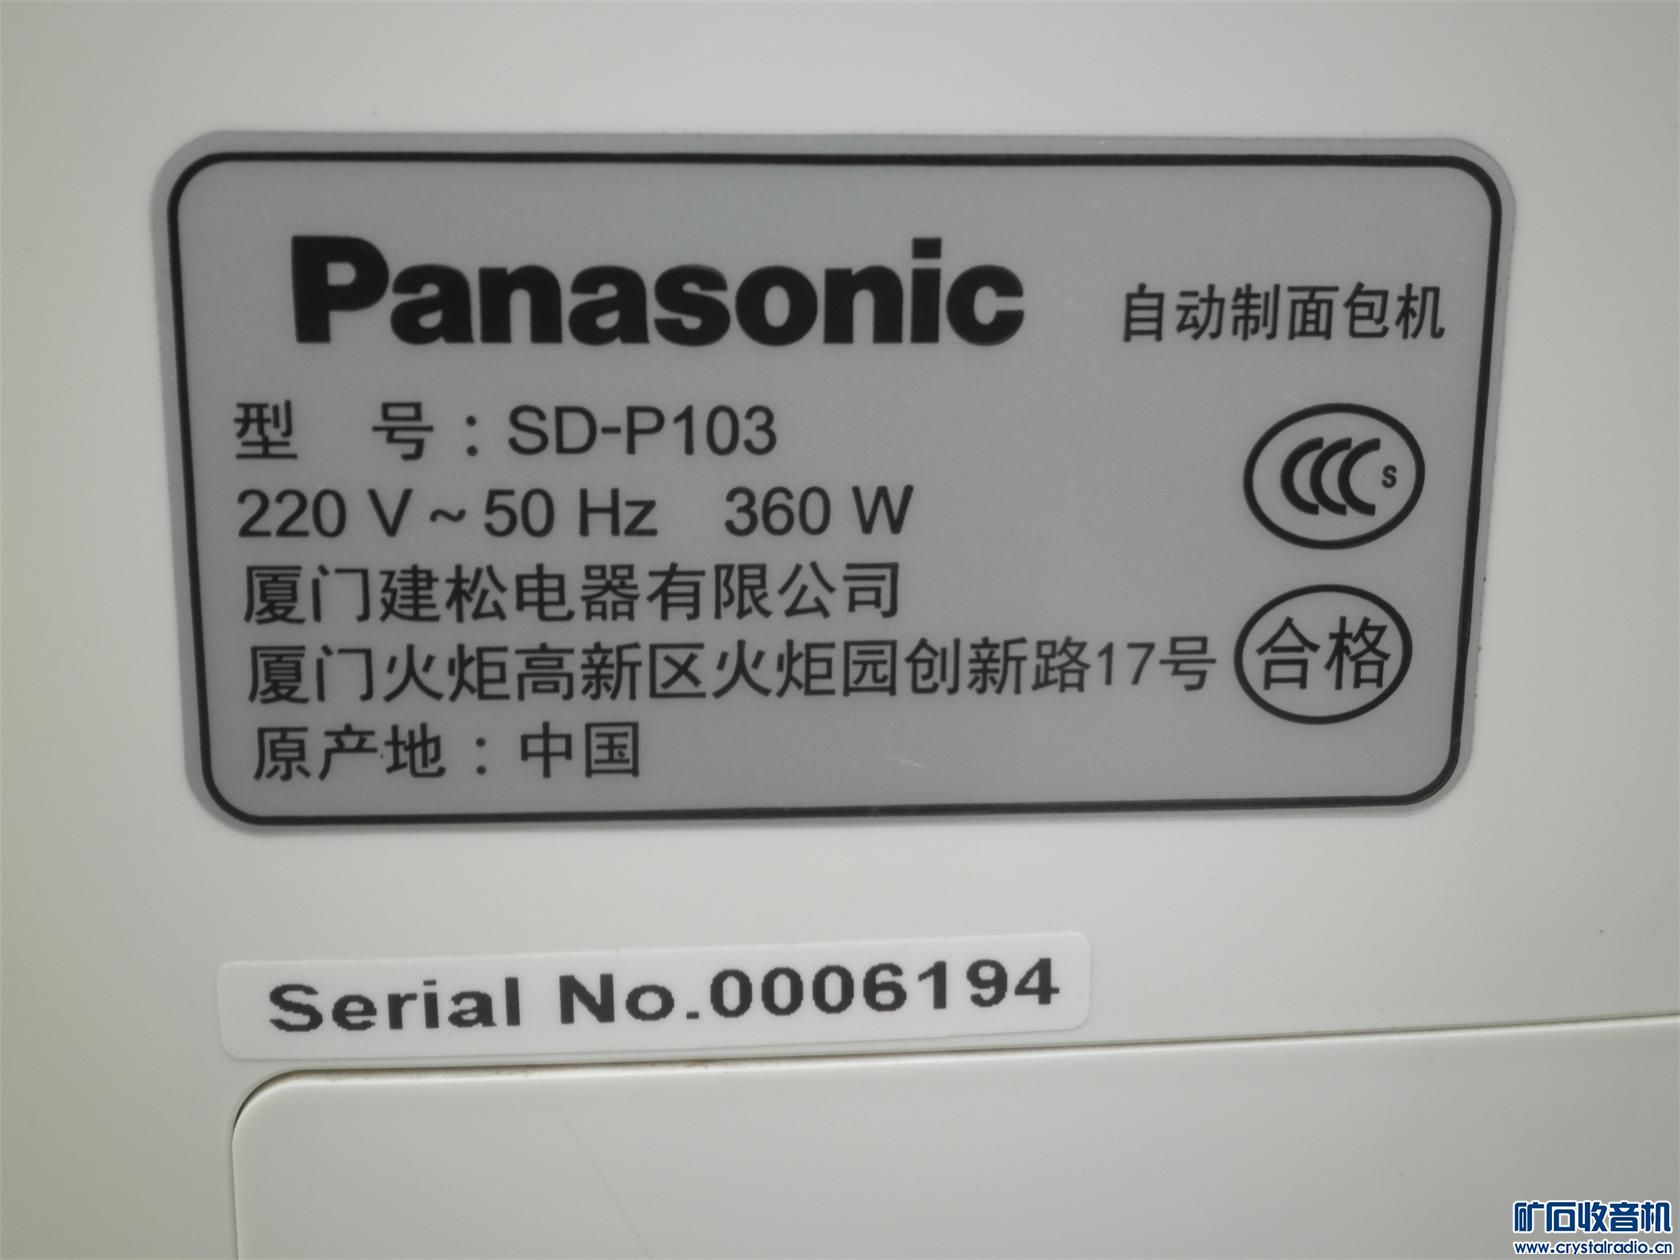 Panasonic 自动制面包机
型 号：SD-P103
220 V ~ 50 Hz 360 W
CCC S
厦门建松电器有限公司
厦门火炬高新区火炬园创新路17号
合格
原产地：中国
Serial No.0006194
矿石收音机
www.crystalradio.cn